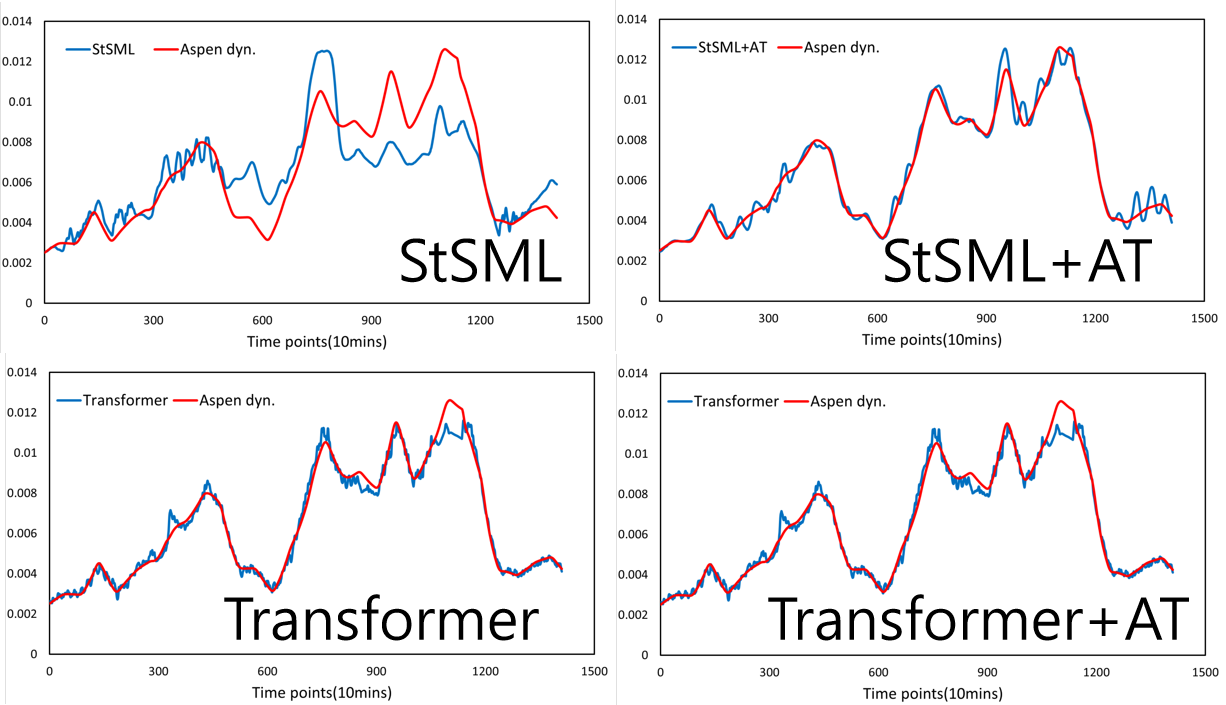 0.014
0.012
0.01
0.008
0.006
0.004
0.002
0
StSML Aspen dyn.
StSML
0 300 600 900 1200 1500
Time points(10mins)
0.014
0.012
0.01
0.008
0.006
0.004
0.002
0
StSML+AT Aspen dyn.
StSML+AT
0 300 600 900 1200 1500
Time points(10mins)
0.014
0.012
0.01
0.008
0.006
0.004
0.002
0
Transformer Aspen dyn.
Transformer
0 300 600 900 1200 1500
Time points(10mins)
0.014
0.012
0.01
0.008
0.006
0.004
0.002
0
Transformer Aspen dyn.
Transformer+AT
0 300 600 900 1200 1500
Time points(10mins)